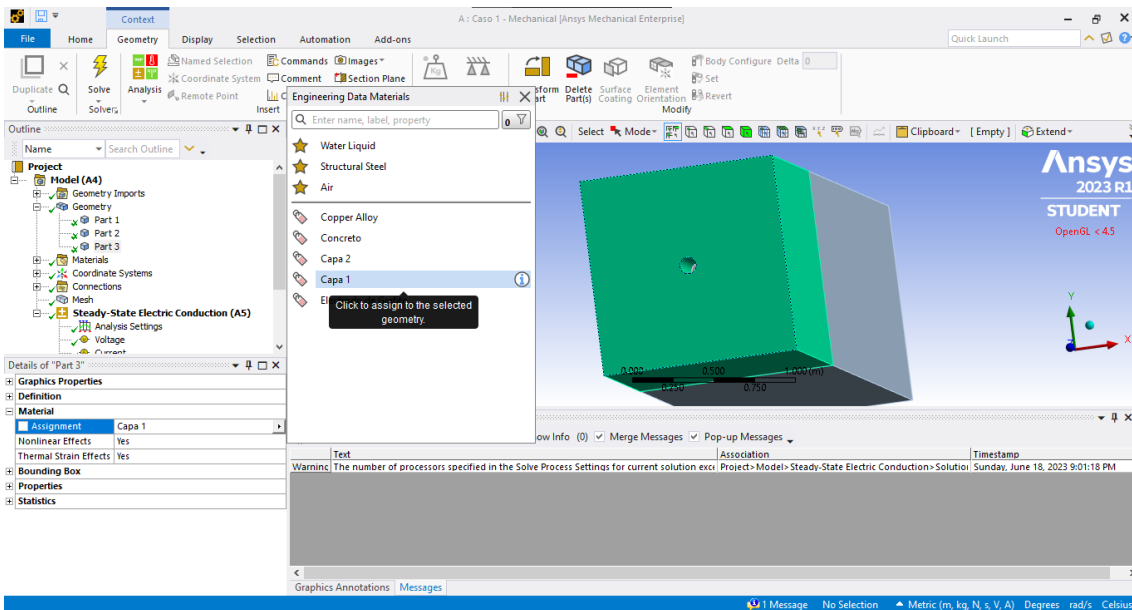 Context
A : Caso 1 - Mechanical [Ansys Mechanical Enterprise]
File Home Geometry Display Selection Automation Add-ons
Quick Launch
Duplicate
Solve
Analysis
Named Selection
Coordinate System
Remote Point
Commands
Comment
Images
Section Plane
Kg
Delete Part(s)
Surface Coating
Element Orientation
Body Configure Delta 0
Set
Revert
Outline
Solvers
Insert
Modify
Outline
Name
Search Outline
Project
Model (A4)
Geometry Imports
Geometry
Part 1
Part 2
Part 3
Materials
Coordinate Systems
Connections
Mesh
Steady-State Electric Conduction (A5)
Analysis Settings
Voltage
Current
Engineering Data Materials
Enter name, label, property
0
Water Liquid
Structural Steel
Air
Copper Alloy
Concreto
Capa 2
Capa 1
Click to assign to the selected
geometry.
Select Mode
Clipboard
[ Empty ]
Extend
Ansys
2023 R1
STUDENT
OpenGL < 4.5
Y
X
0.000 0.500 1.000 (m)
0.250 0.750
Details of "Part 3"
Graphics Properties
Definition
Material
Assignment Capa 1
Nonlinear Effects Yes
Thermal Strain Effects Yes
Bounding Box
Properties
Statistics
Info (0) Merge Messages Pop-up Messages
Text Association Timestamp
The number of processors specified in the Solve Process Settings for current solution Project>Model>Steady-State Electric Conduction>Solution Sunday, June 18, 2023 9:01:18 PM
Graphics Annotations Messages
1 Message No Selection Metric (m, kg, N, s, V, A) Degrees rad/s Celsius